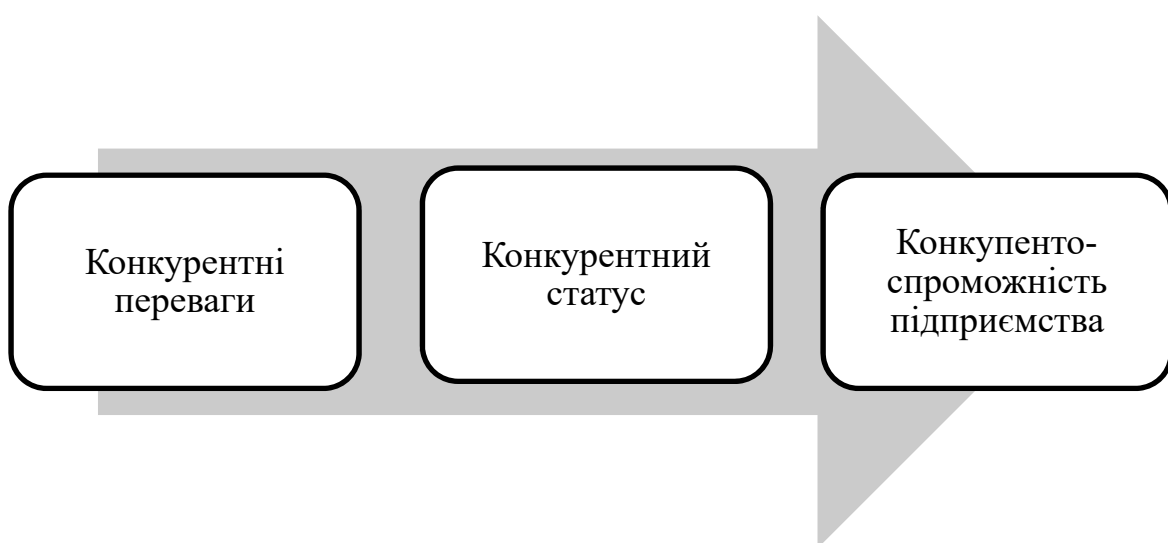 Конкурентні
переваги
Конкурентний
статус
Конкупенто-
спроможність
підприємства